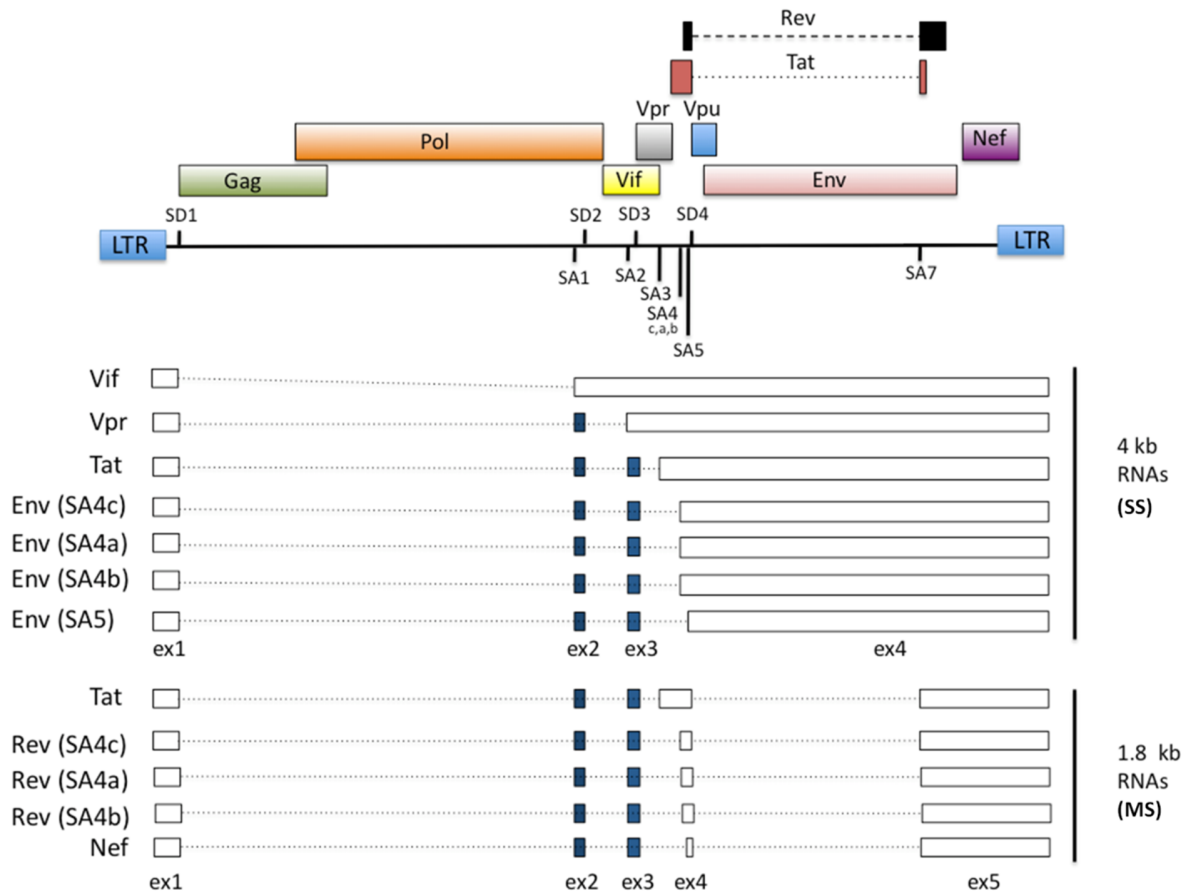 Rev
Tat
Vpr Vpu
Pol
Nef
Gag
Vif
Env
SD1
SD2 SD3 SD4
LTR
LTR
SA1
SA2
SA3
SA4
c,a,b
SA5
SA7
Vif
Vpr
Tat
Env (SA4c)
Env (SA4a)
Env (SA4b)
Env (SA5)
ex1 ex2 ex3 ex4
4 kb
RNAs
(SS)
Tat
Rev (SA4c)
Rev (SA4a)
Rev (SA4b)
Nef
ex1 ex2 ex3 ex4 ex5
1.8 kb
RNAs
(MS)